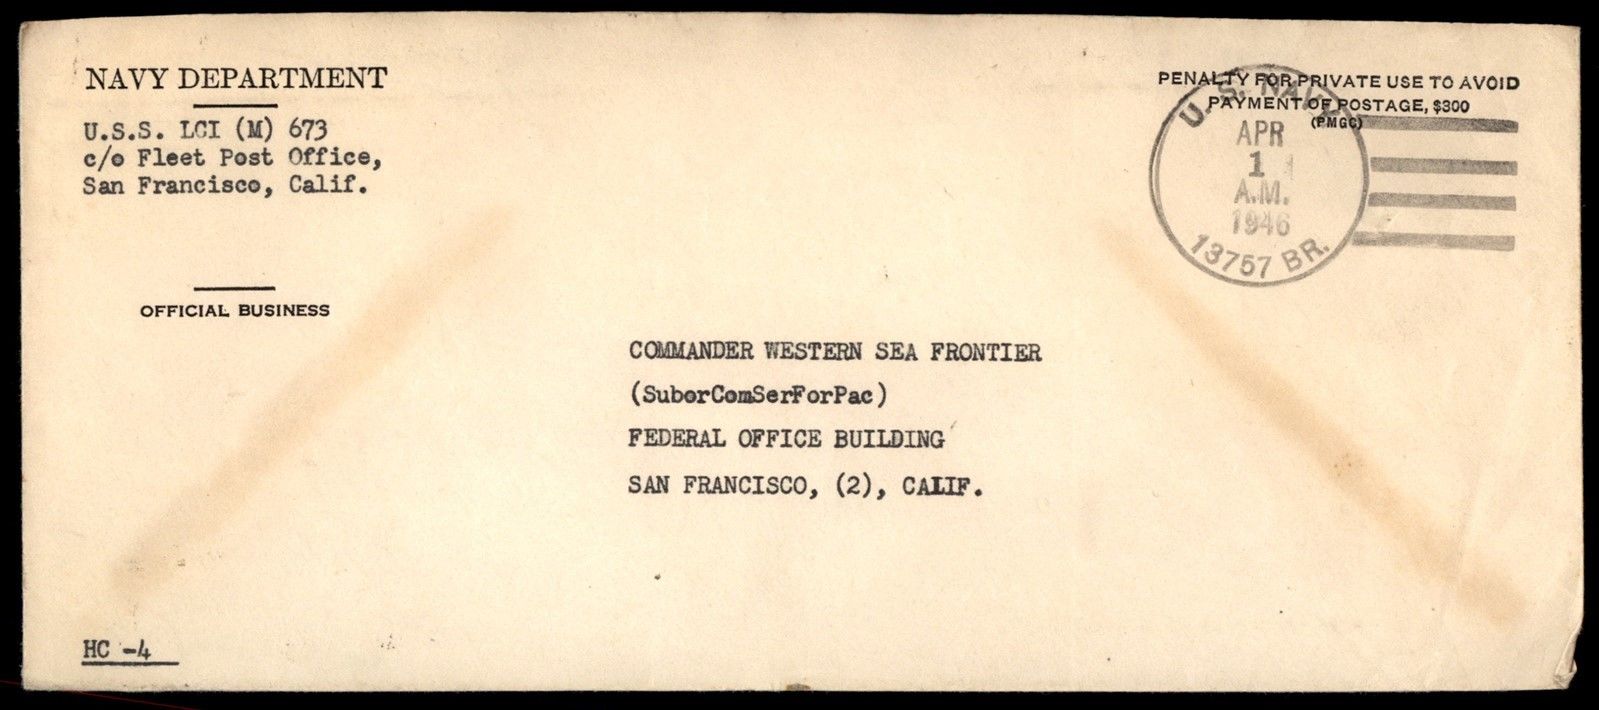 NAVY DEPARTMENT
U.S.S. LCI (M) 673
c/o Fleet Post Office,
San Francisco, Calif.
OFFICIAL BUSINESS
PENALTY FOR PRIVATE USE TO AVOID
PAYMENT OF POSTAGE, $300
(PMGC)
U.S. NAVY
APR
1
A.M.
1946
13757 BR.
COMMANDER WESTERN SEA FRONTIER
(SuborComSerForPac)
FEDERAL OFFICE BUILDING
SAN FRANCISCO, (2), CALIF.
HC -4